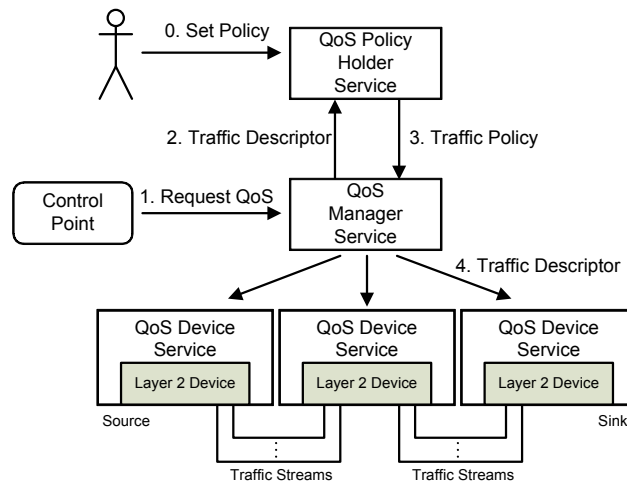 0. Set Policy
QoS Policy
Holder
Service
2. Traffic Descriptor
3. Traffic Policy
Control
Point
1. Request QoS
QoS
Manager
Service
4. Traffic Descriptor
QoS Device
Service
Layer 2 Device
QoS Device
Service
Layer 2 Device
QoS Device
Service
Layer 2 Device
Source
Sink
Traffic Streams
Traffic Streams